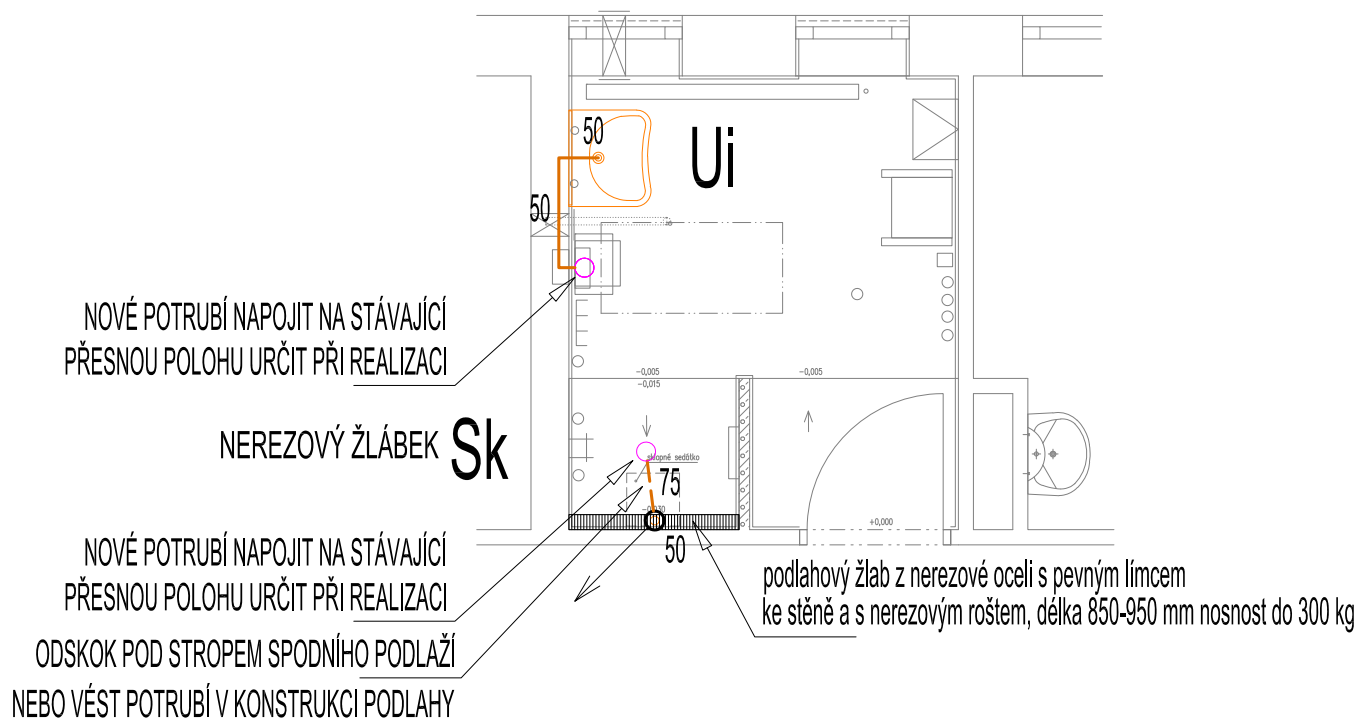 50
Ui
50
NOVÉ POTRUBÍ NAPOJIT NA STÁVAJÍCÍ
PŘESNOU POLOHU URČIT PŘI REALIZACI
-0,005
-0,015
-0,005
NEREZOVÝ ŽLÁBEK
Sk
sklopné sedátko
75
-0,030
+0,000
50
NOVÉ POTRUBÍ NAPOJIT NA STÁVAJÍCÍ
PŘESNOU POLOHU URČIT PŘI REALIZACI
podlahový žlab z nerezové oceli s pevným límcem
ke stěně a s nerezovým roštem, délka 850-950 mm nosnost do 300 kg
ODSKOK POD STROPEM SPODNÍHO PODLAŽÍ
NEBO VÉST POTRUBÍ V KONSTRUKCI PODLAHY